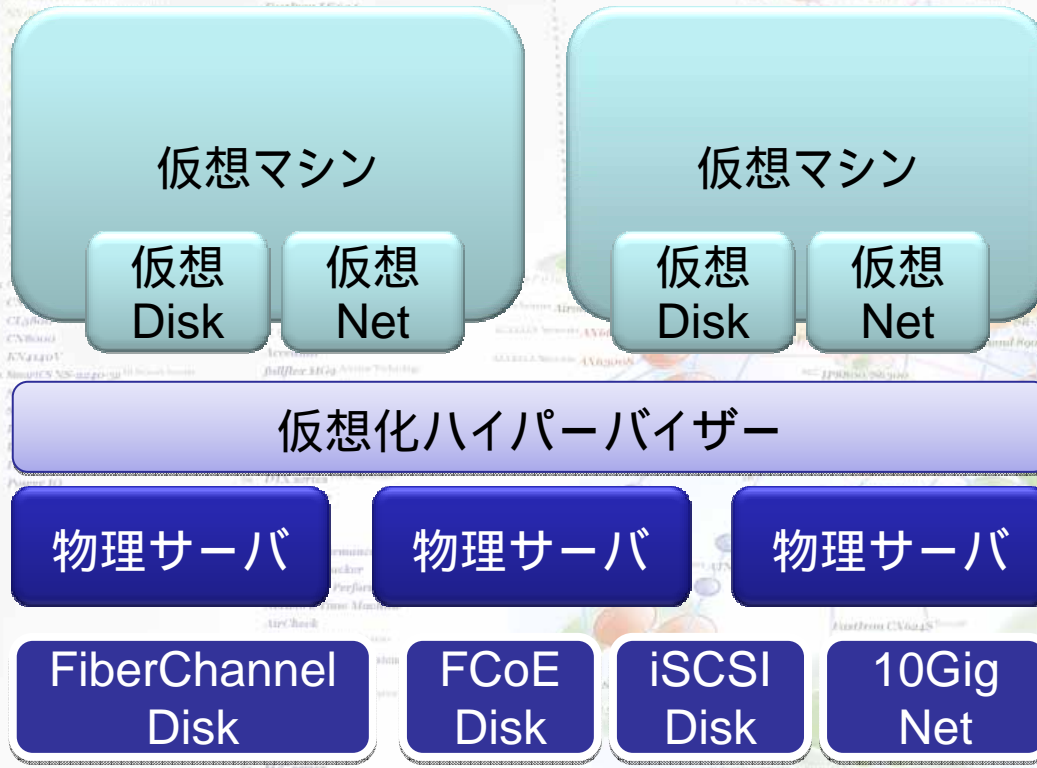 仮想マシン
仮想マシン
仮想
Disk
仮想
Net
仮想
Disk
仮想
Net
仮想化ハイパーバイザー
物理サーバ
物理サーバ
物理サーバ
FiberChannel
Disk
FCoE
Disk
iSCSI
Disk
10Gig
Net